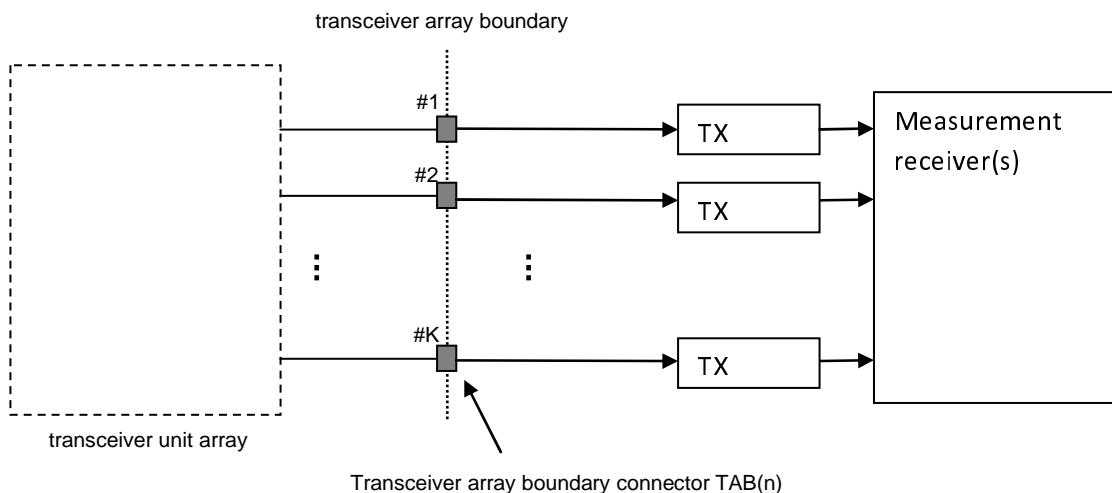 transceiver array boundary
#1
TX
Measurement
receiver(s)
#2
TX
#K
TX
transceiver unit array
Transceiver array boundary connector TAB(n)